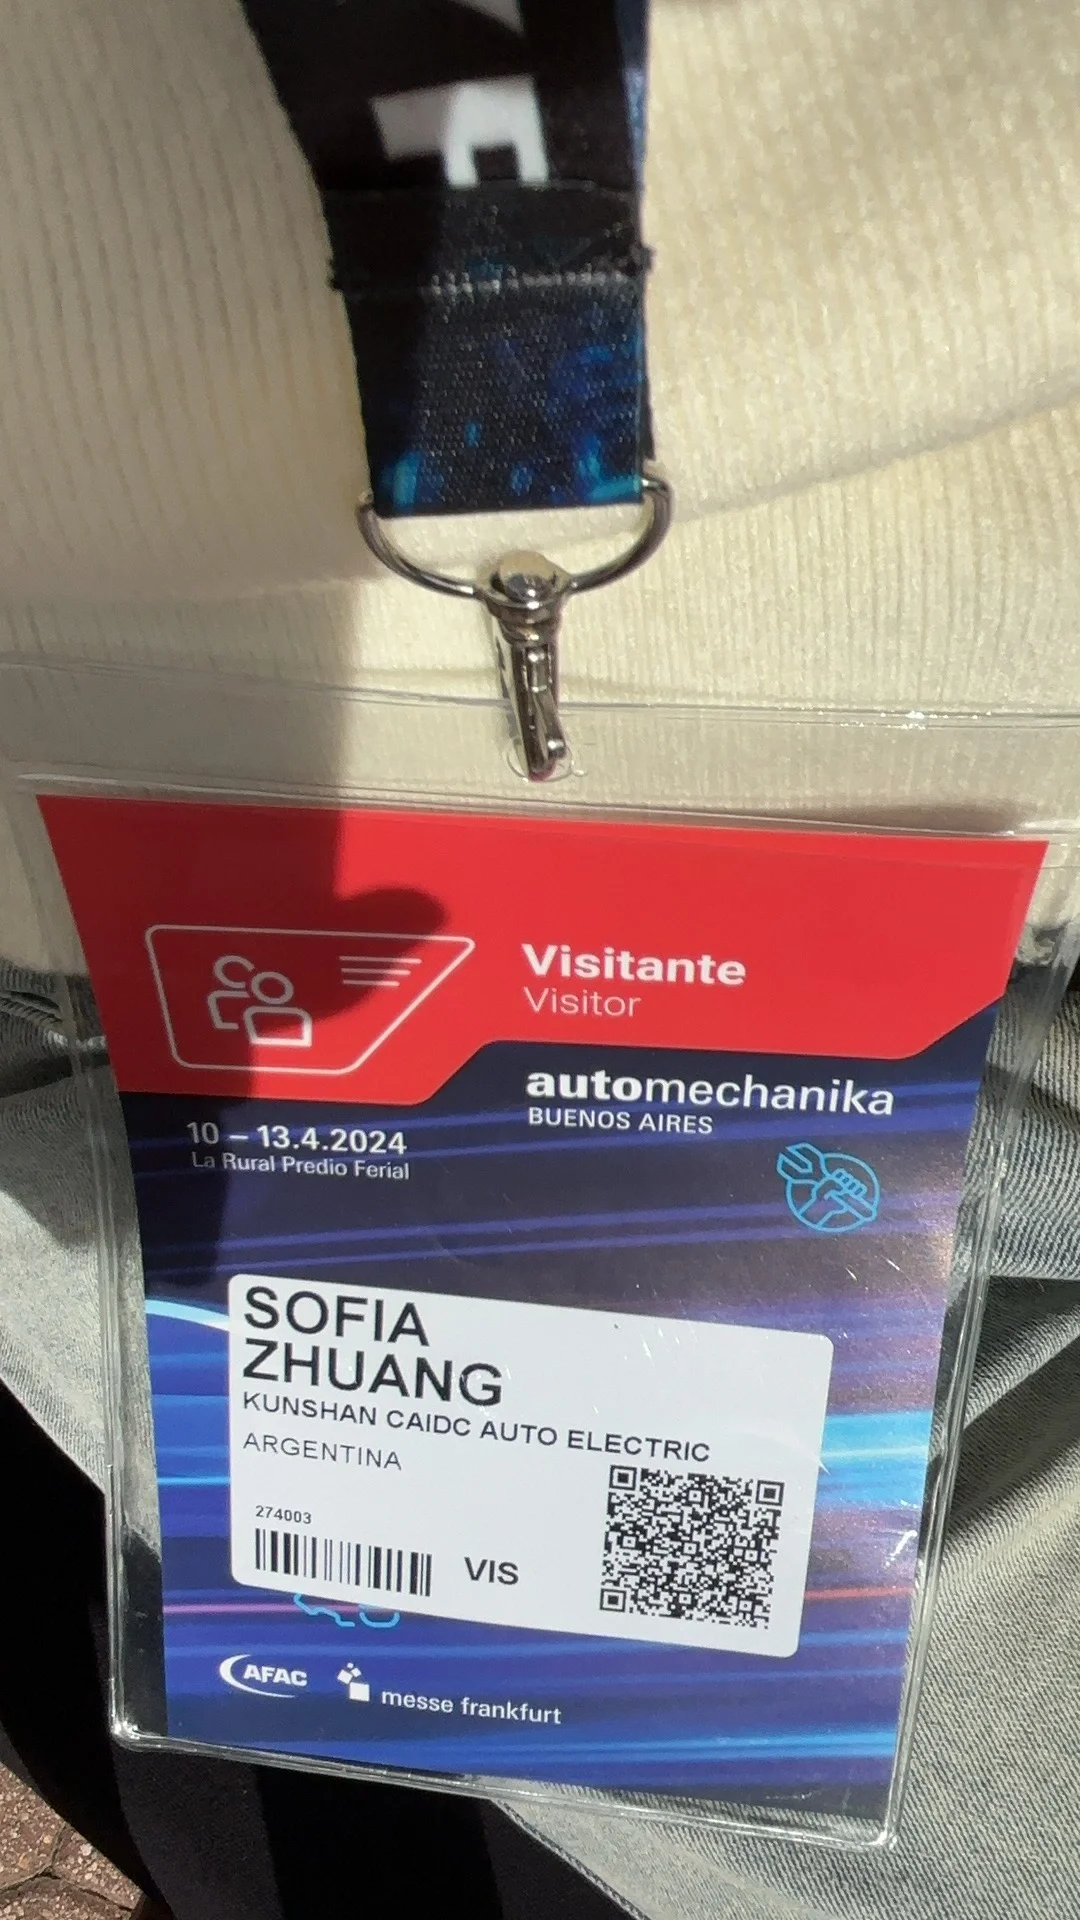 Visitante
Visitor
automechanika
BUENOS AIRES
10 – 13.4.2024
La Rural Predio Ferial
SOFIA
ZHUANG
KUNSHAN CAIDC AUTO ELECTRIC
ARGENTINA
274003
VIS
AFAC
messe frankfurt